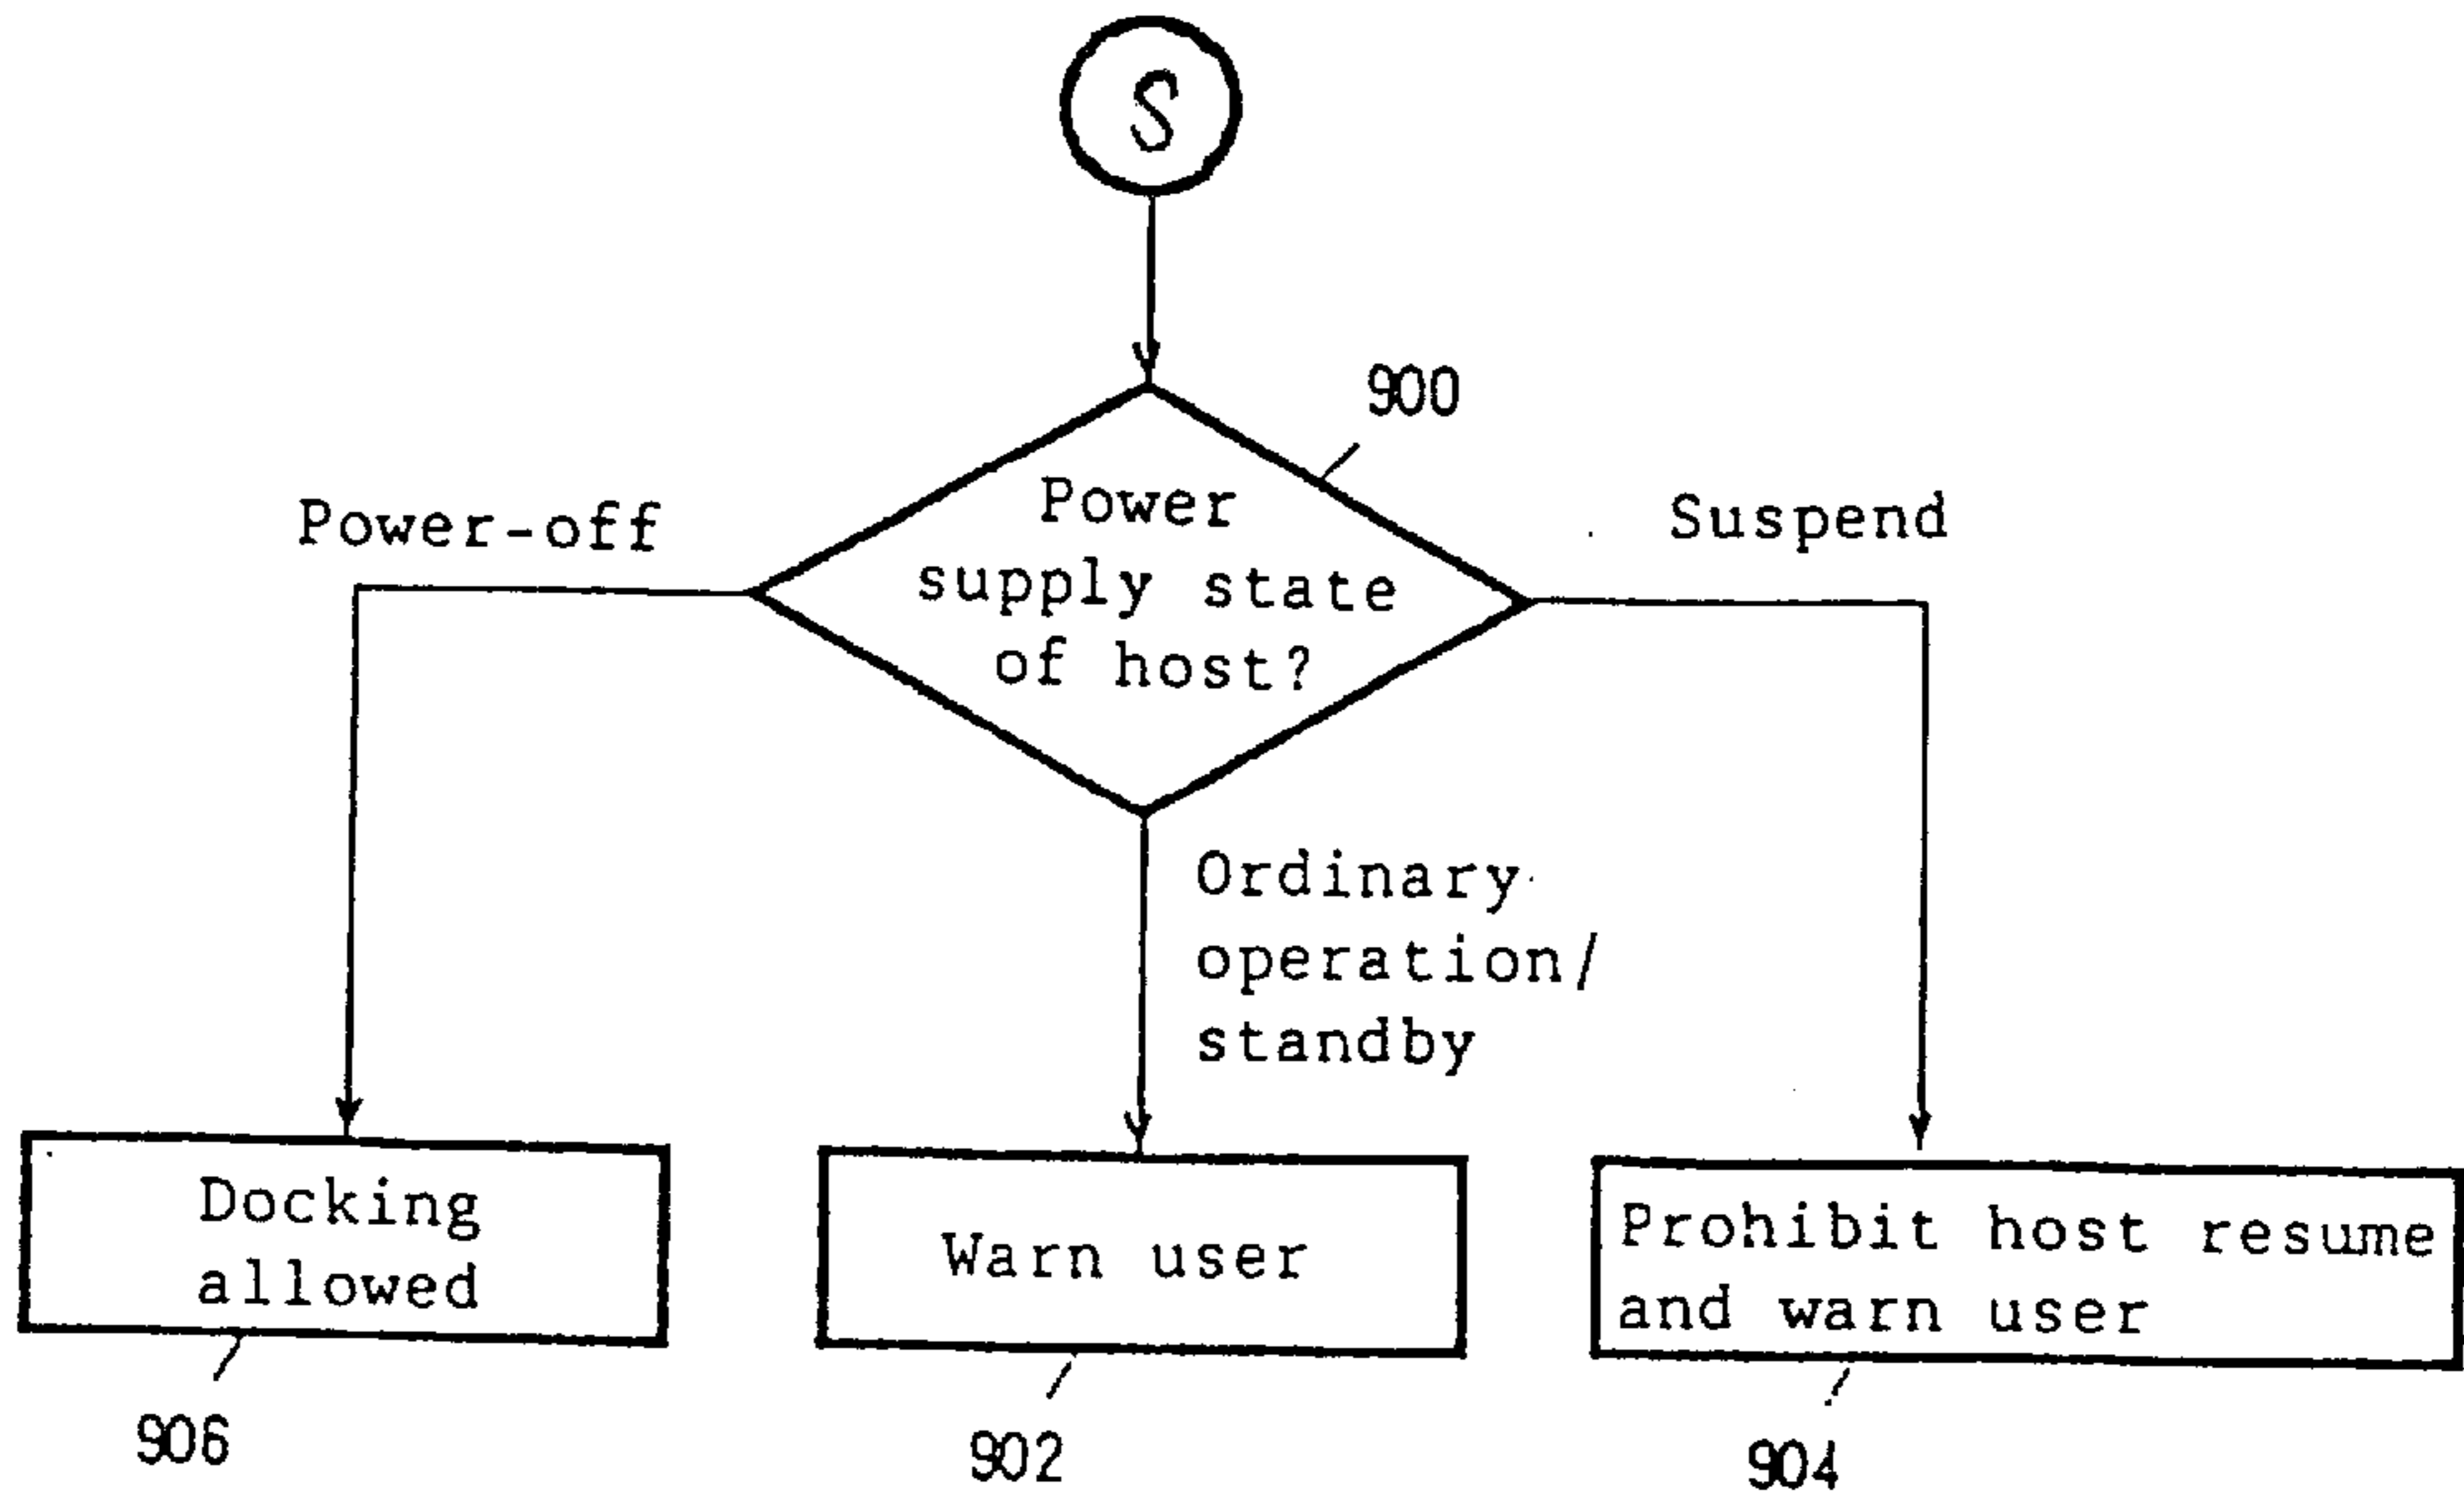 S
900
Power-off
Power
supply state
of host?
Suspend
Ordinary
operation/
standby
Docking
allowed
Warn user
Prohibit host resume
and warn user
906
902
904